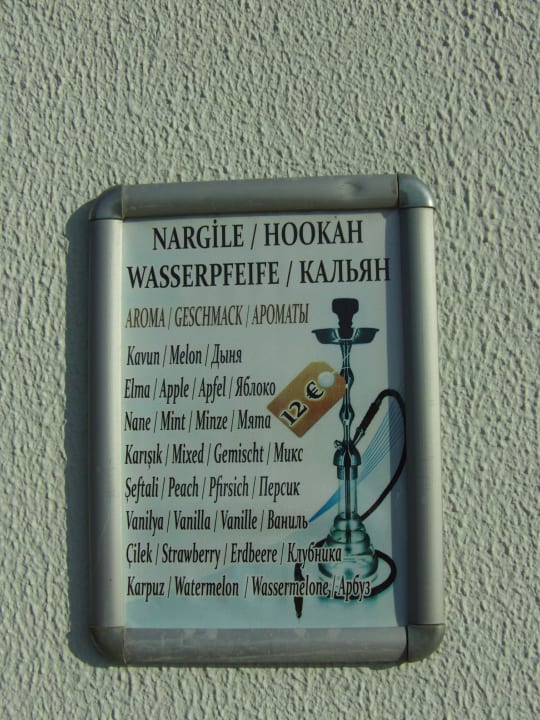 NARGİLE / HOOKAH
WASSERPFEIFE / КАЛЬЯН
AROMA / GESCHMACK / АРОМАТЫ
Kavun / Melon / Дыня
Elma / Apple / Apfel / Яблоко
12 €
Nane / Mint / Minze / Мята
Karışık / Mixed / Gemischt / Микс
Şeftali / Peach / Pfirsich / Персик
Vanilya / Vanilla / Vanille / Ваниль
Çilek / Strawberry / Erdbeere / Клубника
Karpuz / Watermelon / Wassermelone / Арбуз